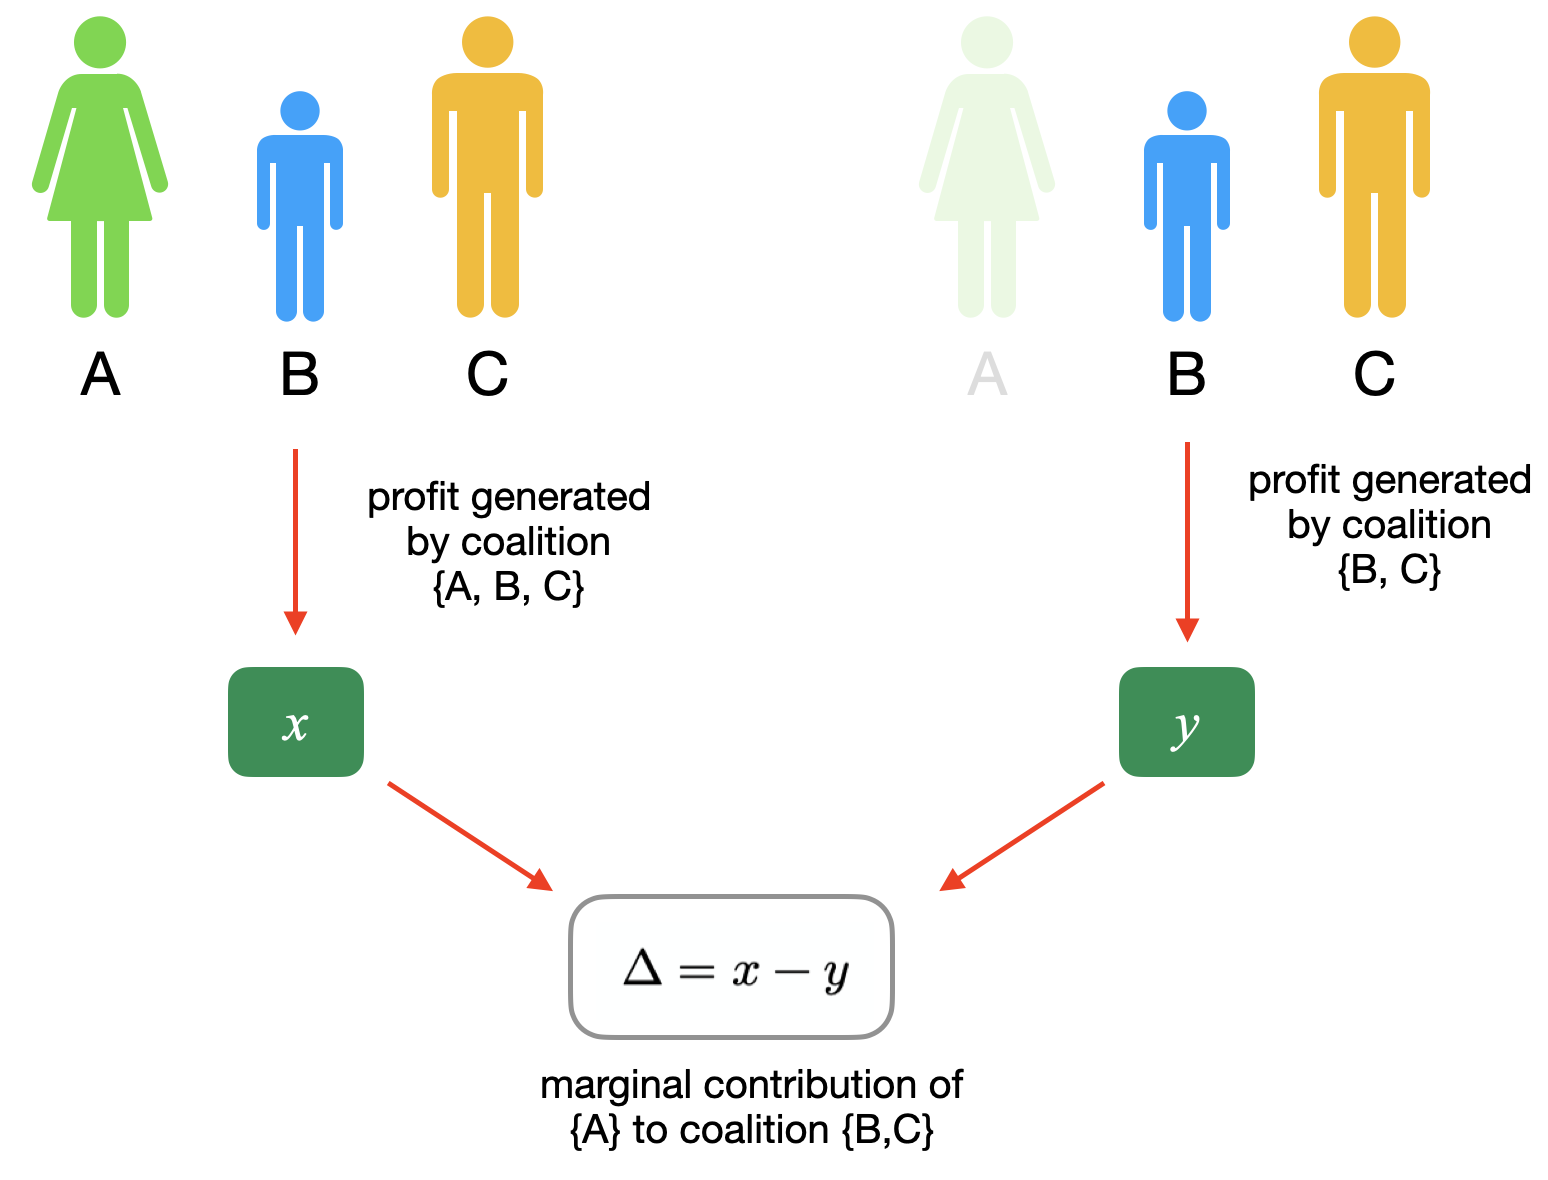 A B C
A B C
profit generated
by coalition
{A, B, C}
profit generated
by coalition
{B, C}
x
y
Δ = x − y
marginal contribution of
{A} to coalition {B,C}